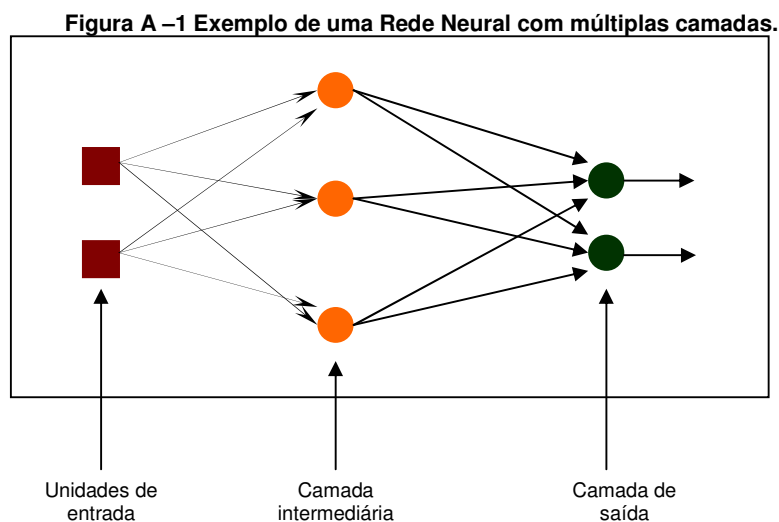 Figura A –1 Exemplo de uma Rede Neural com múltiplas camadas.
Unidades de
entrada
Camada
intermediária
Camada de
saída